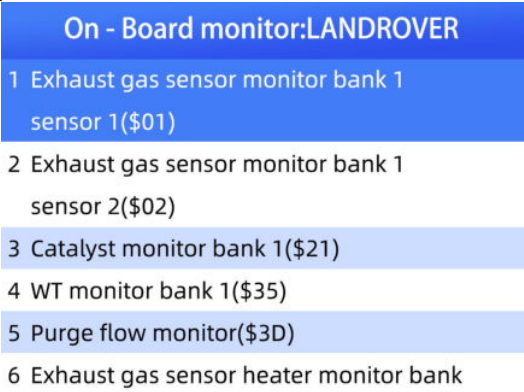 On - Board monitor:LANDROVER
1 Exhaust gas sensor monitor bank 1
sensor 1($01)
2 Exhaust gas sensor monitor bank 1
sensor 2($02)
3 Catalyst monitor bank 1($21)
4 WT monitor bank 1($35)
5 Purge flow monitor($3D)
6 Exhaust gas sensor heater monitor bank